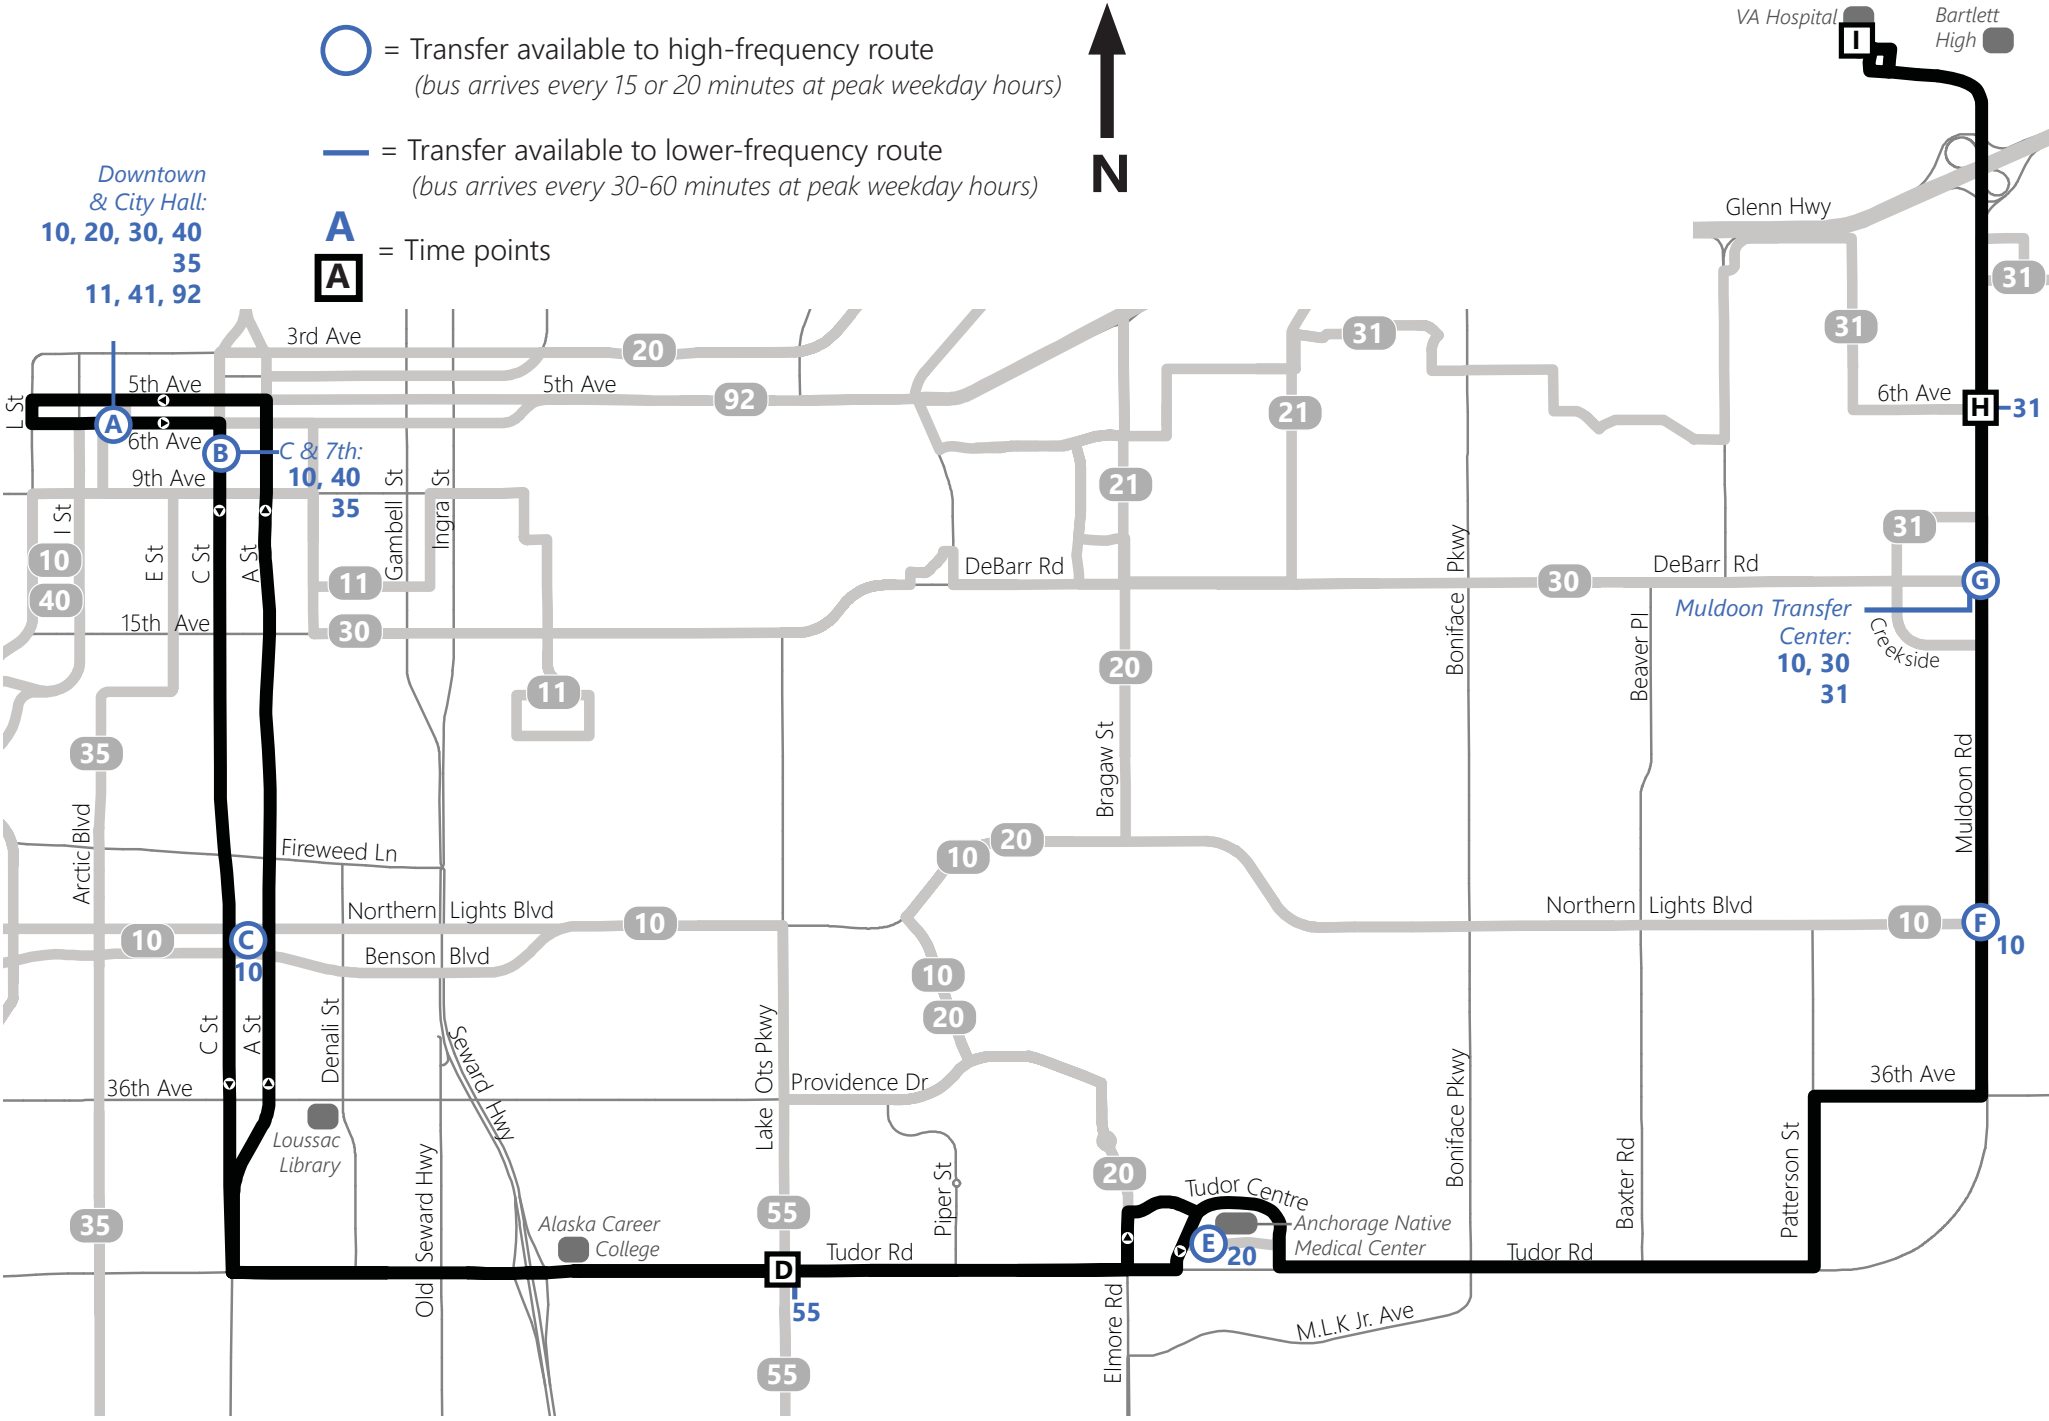 = Transfer available to high-frequency route
(bus arrives every 15 or 20 minutes at peak weekday hours)
= Transfer available to lower-frequency route
(bus arrives every 30-60 minutes at peak weekday hours)
A
A
= Time points
N
VA Hospital
I
Bartlett
High
Downtown
& City Hall:
10, 20, 30, 40
35
11, 41, 92
Glenn Hwy
31
31
31
3rd Ave
20
5th Ave
5th Ave
92
L St
A
6th Ave
B
C & 7th:
10, 40
35
9th Ave
21
21
6th Ave
H
31
I St
E St
C St
A St
Gambell St
Ingra St
10
40
11
15th Ave
30
11
DeBarr Rd
30
DeBarr Rd
31
G
Muldoon Transfer
Center:
10, 30
31
Creekside
Boniface Pkwy
Boniface Pkwy
Beaver Pl
20
Bragaw St
Muldoon Rd
35
Arctic Blvd
Fireweed Ln
20
10
Northern Lights Blvd
10
Northern Lights Blvd
10
F
10
10
C
10
Benson Blvd
10
20
C St
A St
Denali St
Seward Hwy
Lake Otis Pkwy
36th Ave
Providence Dr
36th Ave
Loussac
Library
Old Seward Hwy
Piper St
20
Tudor Centre
Boniface Pkwy
Baxter Rd
Patterson St
35
Alaska Career
College
55
D
55
Tudor Rd
E
20
Anchorage Native
Medical Center
Tudor Rd
Elmore Rd
M.L.K Jr. Ave
55